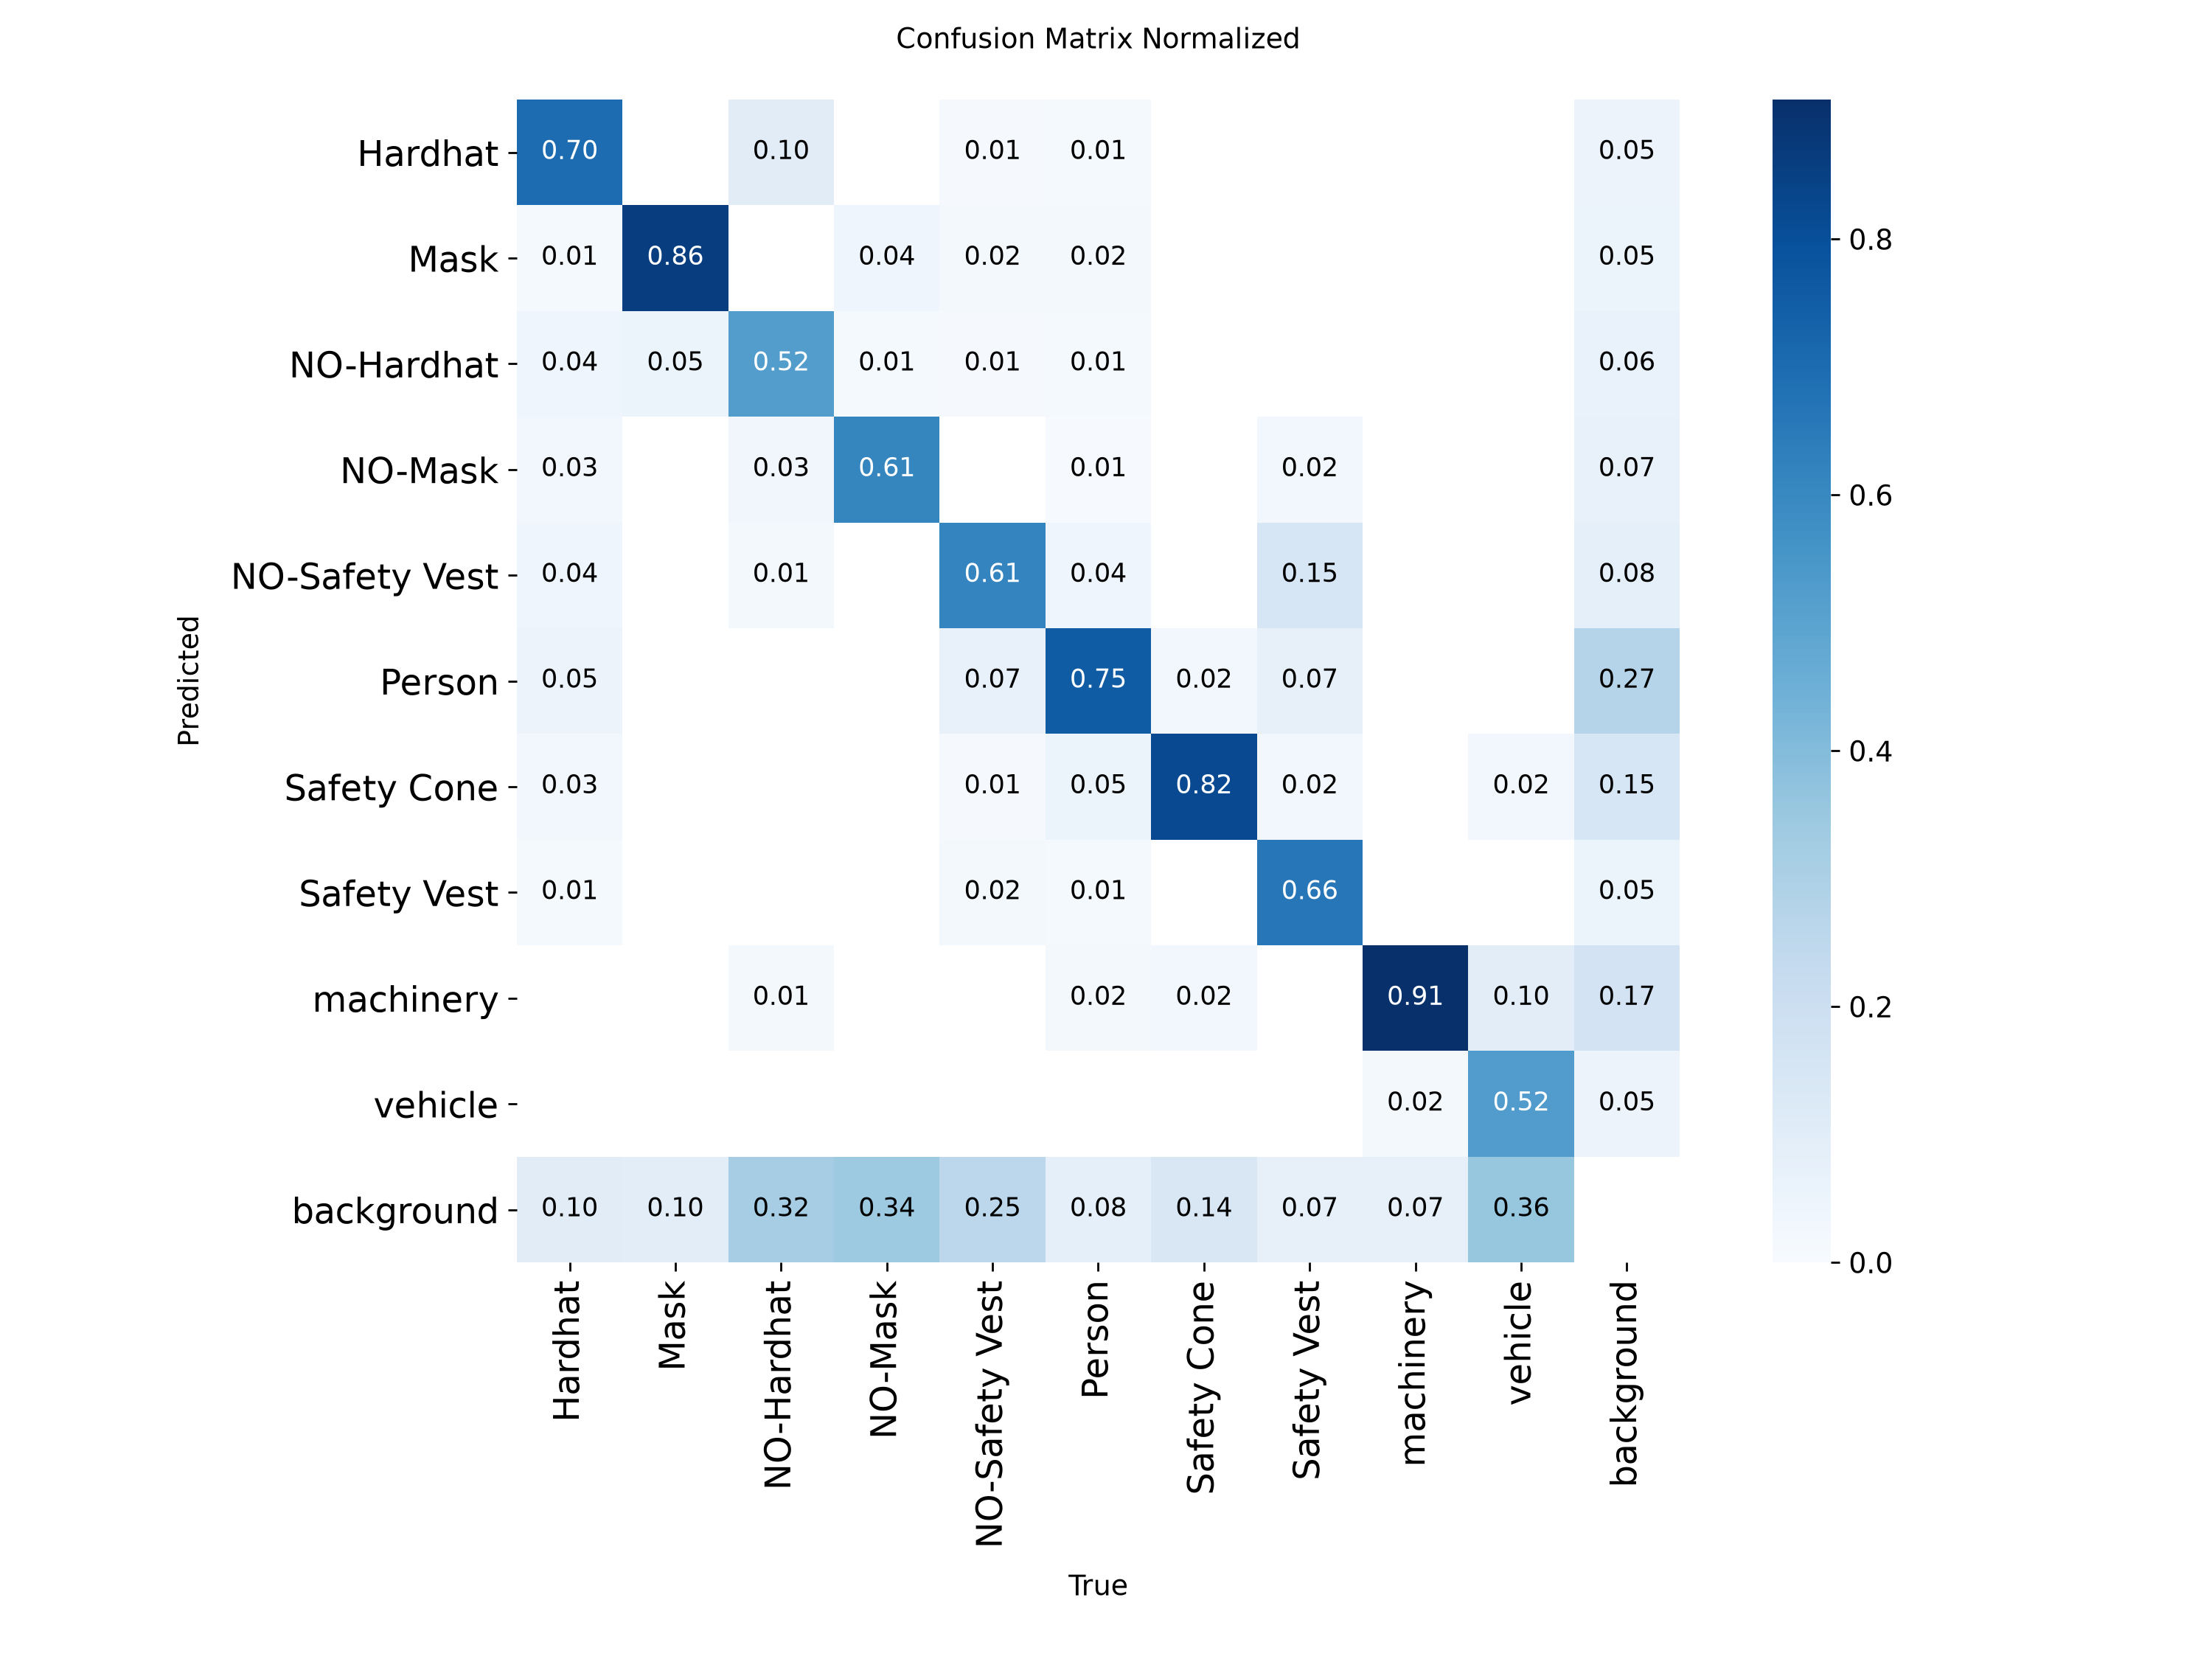 Confusion Matrix Normalized
Hardhat 0.70 0.10 0.01 0.01 0.05
Mask 0.01 0.86 0.04 0.02 0.02 0.05
NO-Hardhat 0.04 0.05 0.52 0.01 0.01 0.01 0.06
NO-Mask 0.03 0.03 0.61 0.01 0.02 0.07
NO-Safety Vest 0.04 0.01 0.61 0.04 0.15 0.08
Person 0.05 0.07 0.75 0.02 0.07 0.27
Safety Cone 0.03 0.01 0.05 0.82 0.02 0.02 0.15
Safety Vest 0.01 0.02 0.01 0.66 0.05
machinery 0.01 0.02 0.02 0.91 0.10 0.17
vehicle 0.02 0.52 0.05
background 0.10 0.10 0.32 0.34 0.25 0.08 0.14 0.07 0.07 0.36
Predicted
Hardhat
Mask
NO-Hardhat
NO-Mask
NO-Safety Vest
Person
Safety Cone
Safety Vest
machinery
vehicle
background
True
0.8
0.6
0.4
0.2
0.0